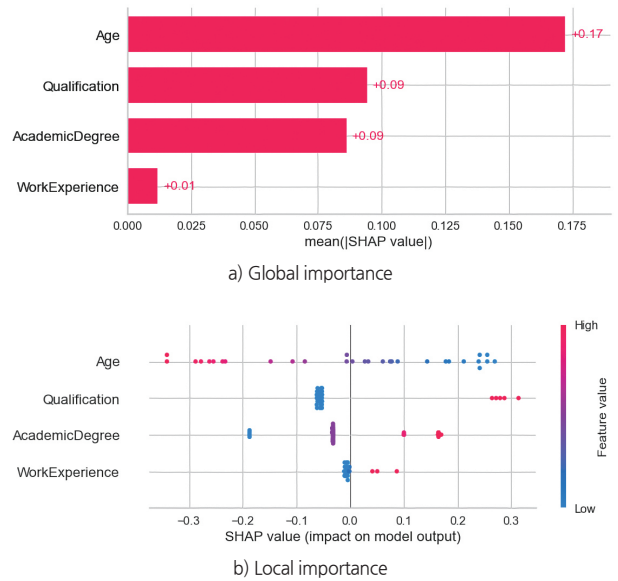 Age
+0.17
Qualification
+0.09
AcademicDegree
+0.09
WorkExperience
+0.01
0.000 0.025 0.050 0.075 0.100 0.125 0.150 0.175
mean(|SHAP value|)
a) Global importance
High
Age
Qualification
AcademicDegree
WorkExperience
Feature value
Low
−0.3 −0.2 −0.1 0.0 0.1 0.2 0.3
SHAP value (impact on model output)
b) Local importance